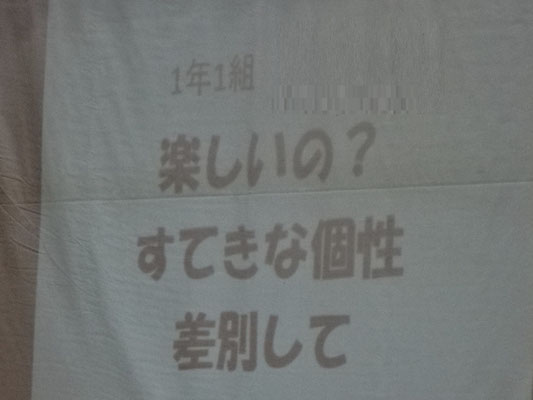 1年1組
楽しいの？
すてきな個性
差別して